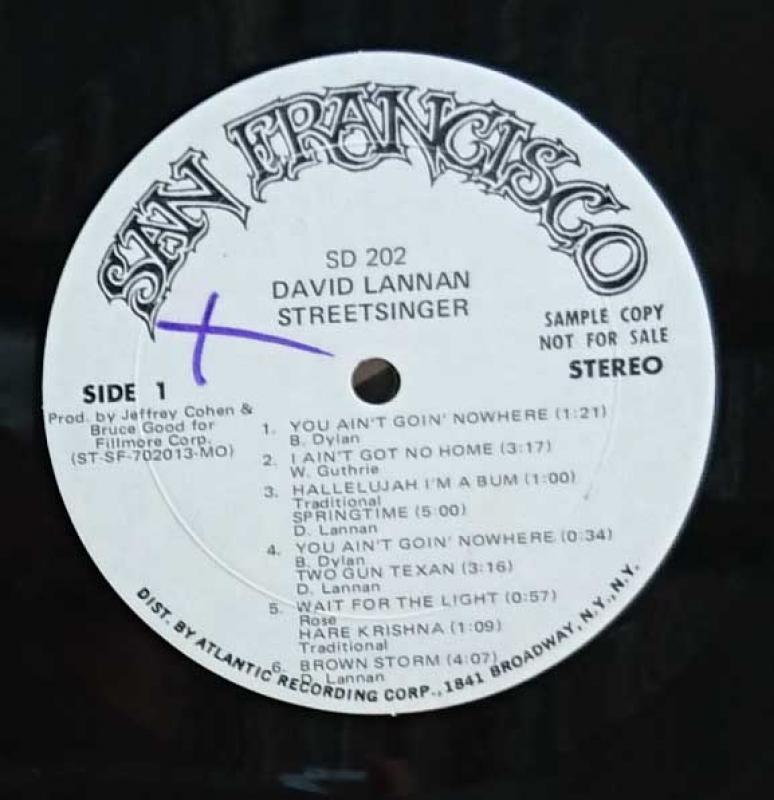 SAN FRANCISCO
SD 202
DAVID LANNAN
STREETSINGER
SAMPLE COPY
NOT FOR SALE
STEREO
SIDE 1
Prod. by Jeffrey Cohen &
Bruce Good for
Fillmore Corp.
(ST-SF-702013-MO)
1. YOU AIN'T GOIN' NOWHERE (1:21)
B. Dylan
2. I AIN'T GOT NO HOME (3:17)
W. Guthrie
3. HALLELUJAH I'M A BUM (1:00)
Traditional
SPRINGTIME (5:00)
D. Lannan
4. YOU AIN'T GOIN' NOWHERE (0:34)
B. Dylan
TWO GUN TEXAN (3:16)
D. Lannan
5. WAIT FOR THE LIGHT (0:57)
Rose
HARE KRISHNA (1:09)
Traditional
6. BROWN STORM (4:07)
D. Lannan
DIST. BY ATLANTIC RECORDING CORP., 1841 BROADWAY, N.Y., N.Y.